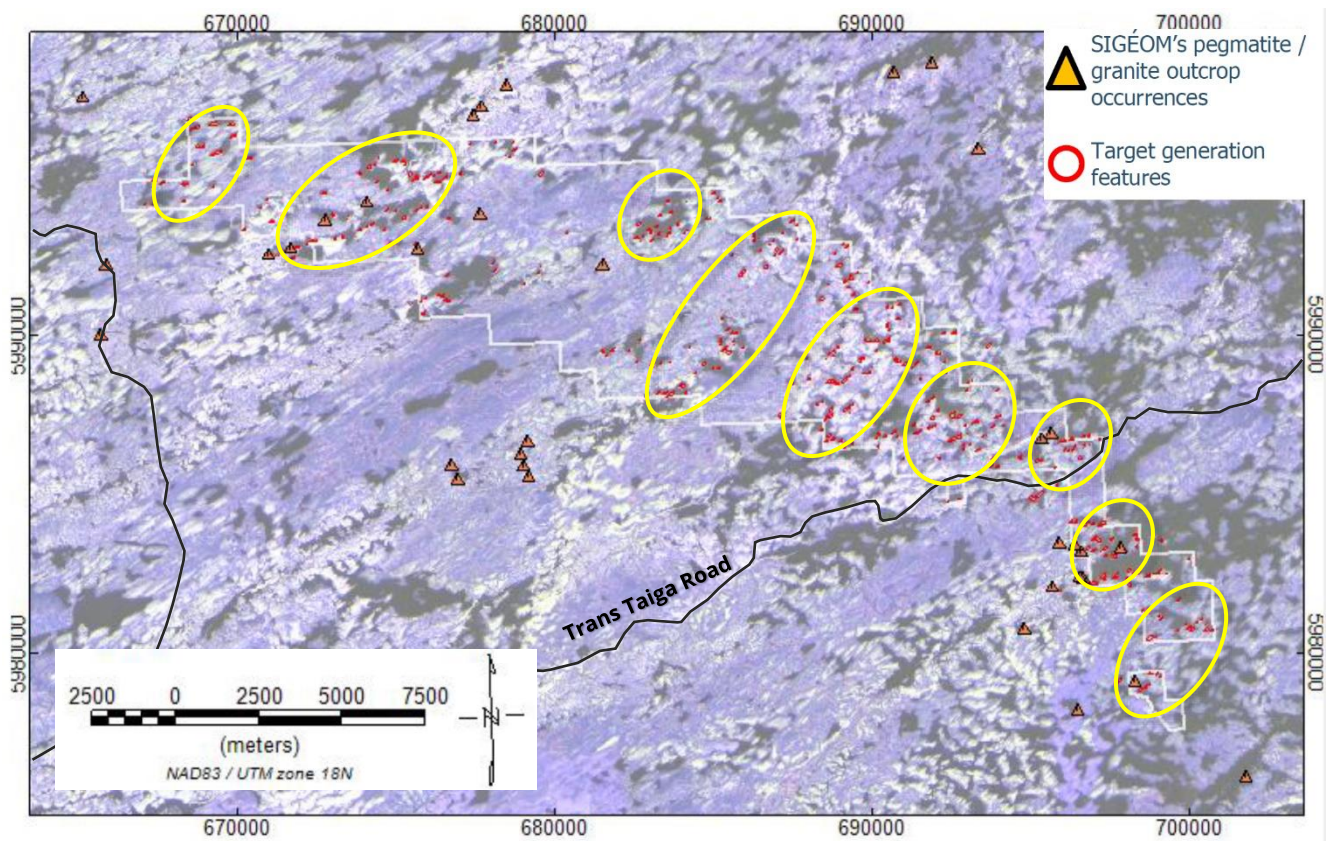 670000
680000
690000
700000
SIGÉOM's pegmatite /
granite outcrop
occurrences
Target generation
features
5990000
5990000
Trans Taiga Road
5980000
5980000
2500 0 2500 5000 7500
(meters)
NAD83 / UTM zone 18N
N
670000
680000
690000
700000